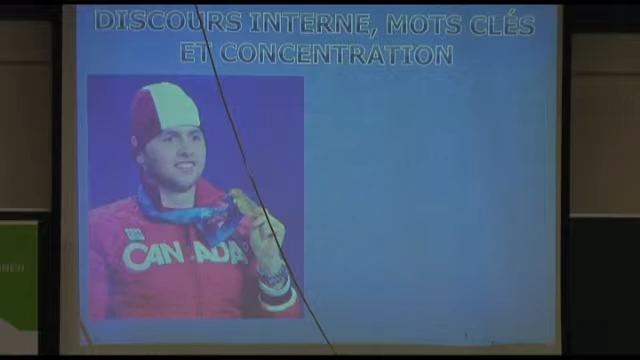 DISCOURS INTERNE, MOTS CLÉS
ET CONCENTRATION
CANADA